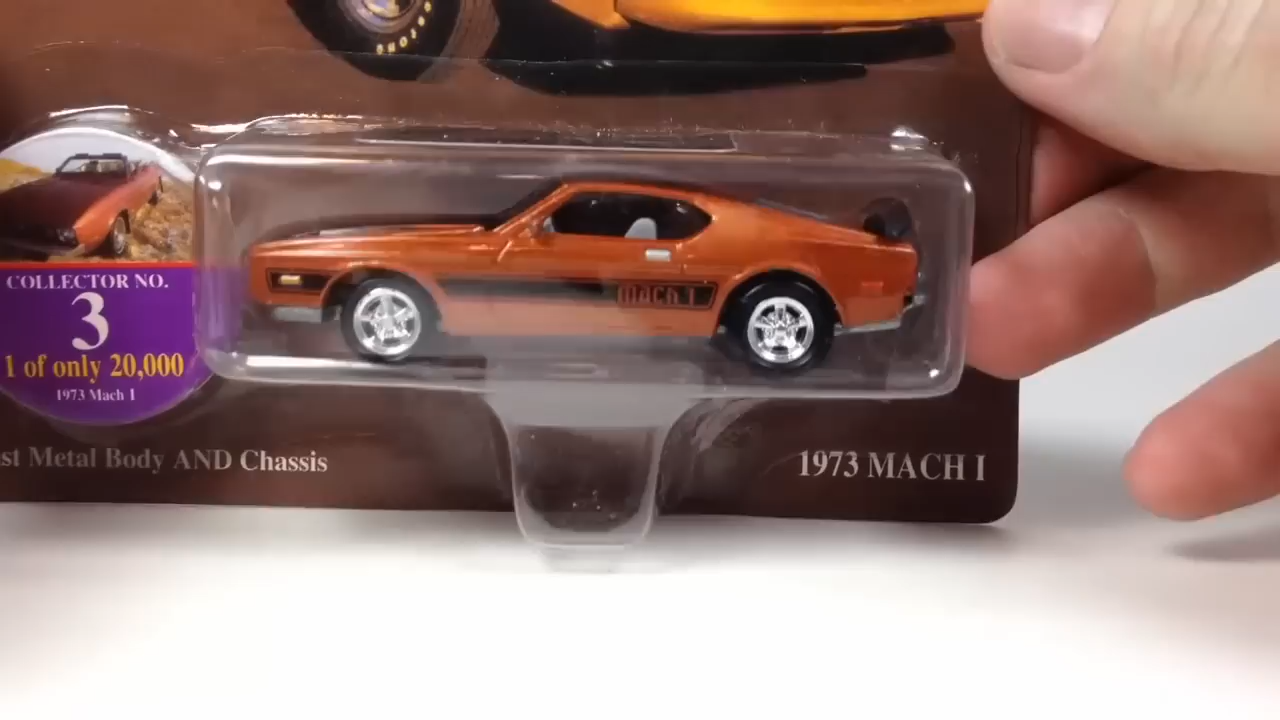 COLLECTOR NO.
3
1 of only 20,000
1973 Mach 1
st Metal Body AND Chassis
1973 MACH I
mach 1